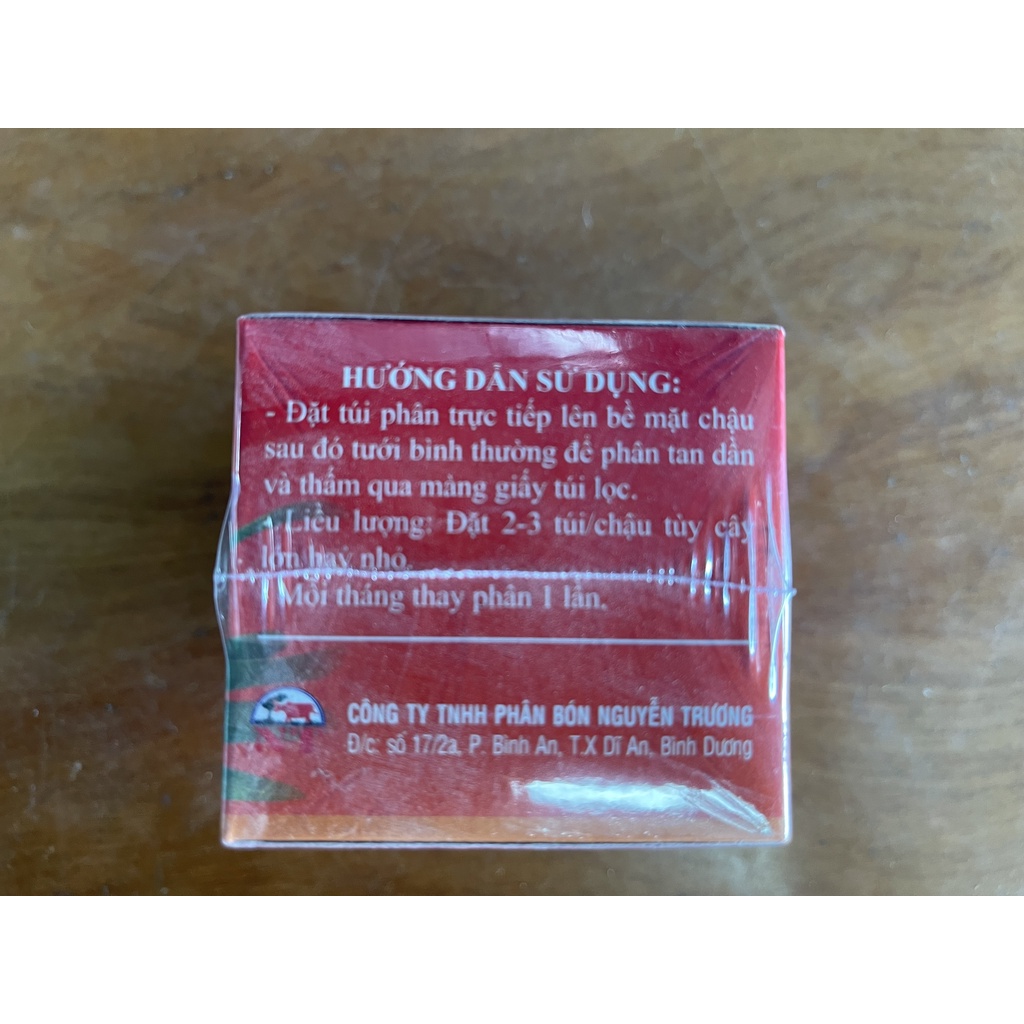 HƯỚNG DẪN SỬ DỤNG:
- Đặt túi phân trực tiếp lên bề mặt chậu
sau đó tưới bình thường để phân tan dần
và thấm qua màng giấy túi lọc.
- Liều lượng: Đặt 2-3 túi/chậu tùy cây
lớn hay nhỏ.
- Mỗi tháng thay phân 1 lần.
CÔNG TY TNHH PHÂN BÓN NGUYỄN TRƯƠNG
Đ/c: số 17/2a, P. Bình An, T.X Dĩ An, Bình Dương